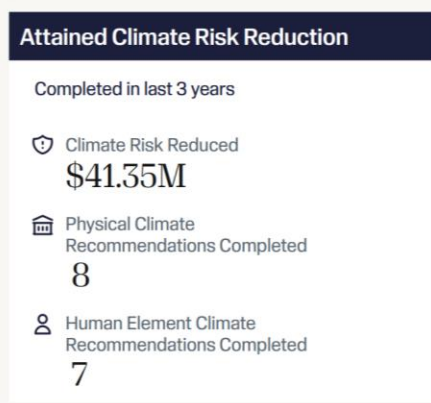 Attained Climate Risk Reduction
Completed in last 3 years
Climate Risk Reduced
$41.35M
Physical Climate
Recommendations Completed
8
Human Element Climate
Recommendations Completed
7